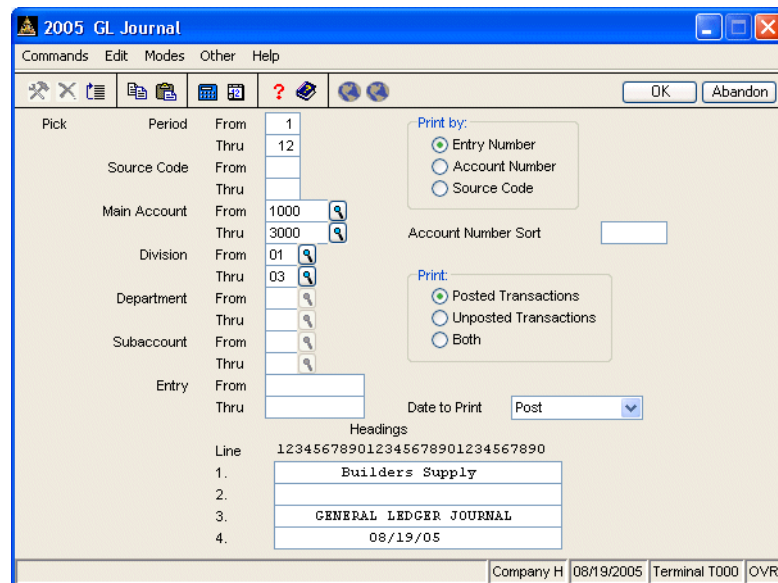 2005 GL Journal
Commands Edit Modes Other Help
? OK Abandon
Pick Period From 1 Print by:
Thru 12 Entry Number
Source Code From Account Number
Thru Source Code
Main Account From 1000
Thru 3000 Account Number Sort
Division From 01
Thru 03 Print:
Department From Posted Transactions
Thru Unposted Transactions
Subaccount From Both
Thru
Entry From
Thru Date to Print Post
Headings
Line 1234567890123456789012345678901234567890
1. Builders Supply
2.
3. GENERAL LEDGER JOURNAL
4. 08/19/05
Company H 08/19/2005 Terminal T000 OVR